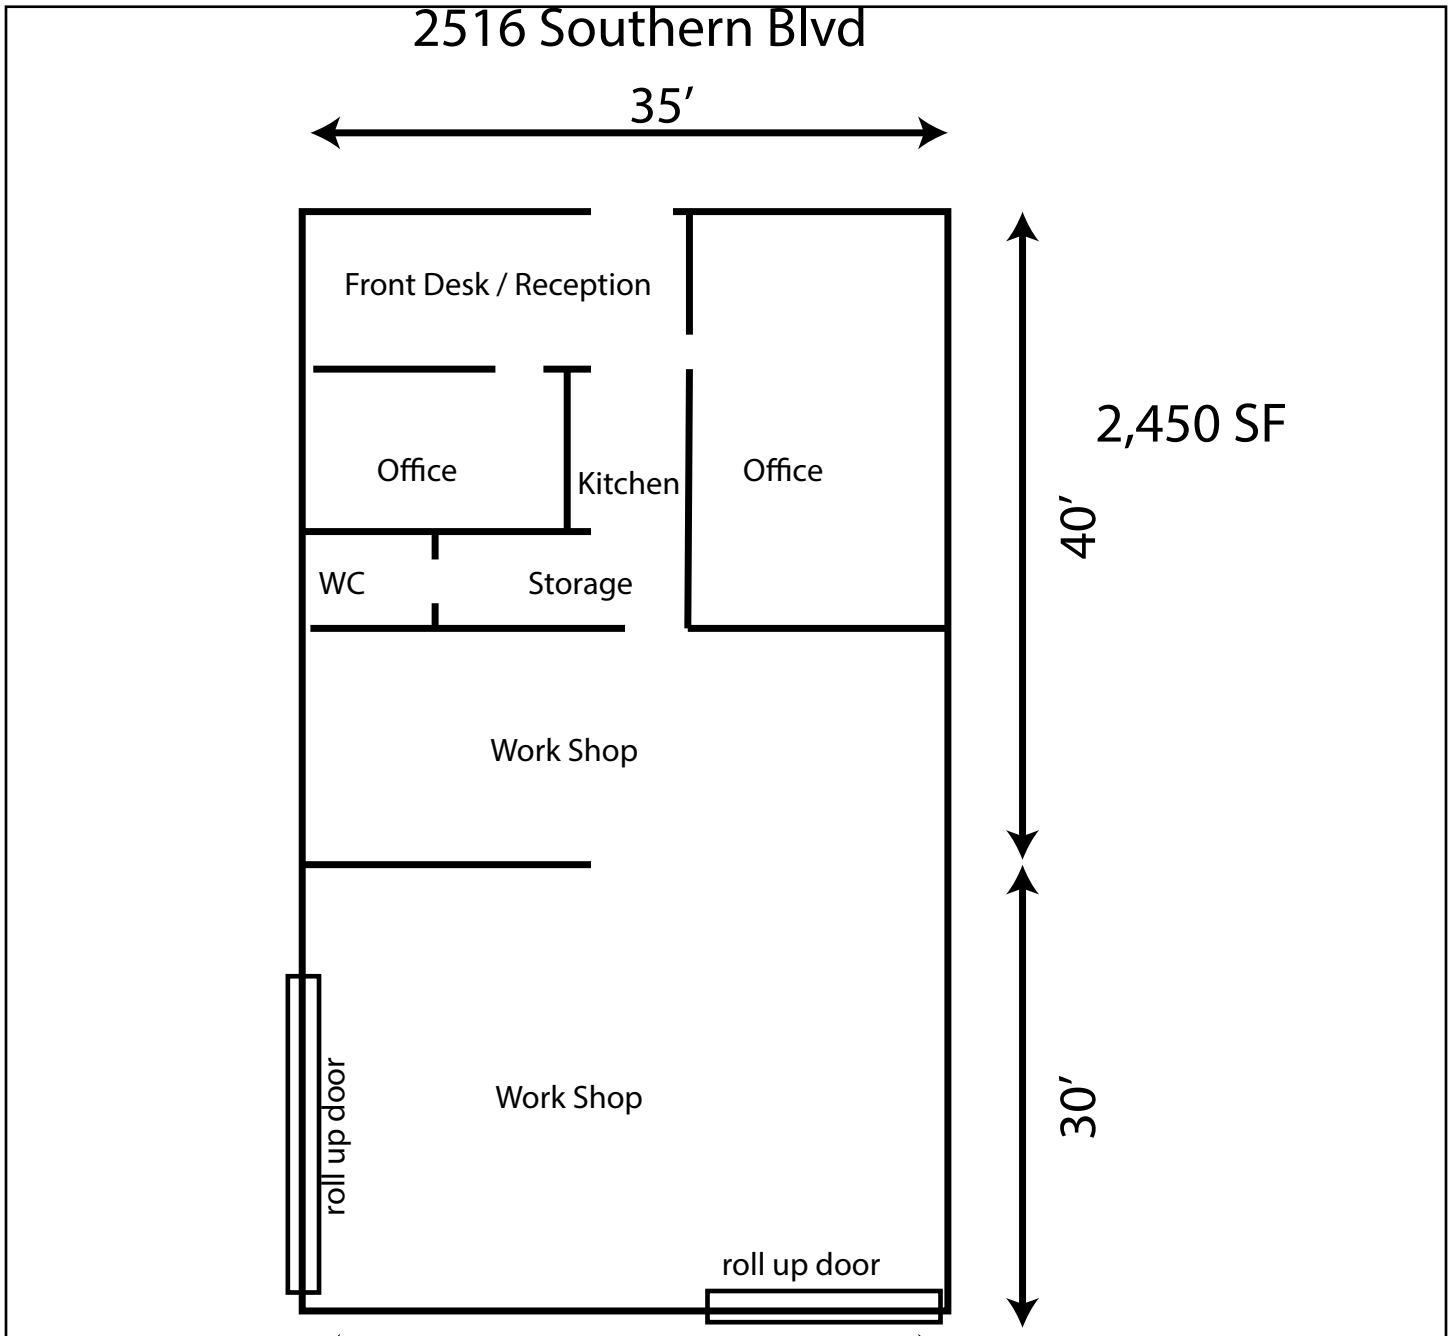 2516 Southern Blvd
35’
Front Desk / Reception
2,450 SF
Office
Kitchen
Office
40’
WC
Storage
Work Shop
Work Shop
30’
roll up door
roll up door